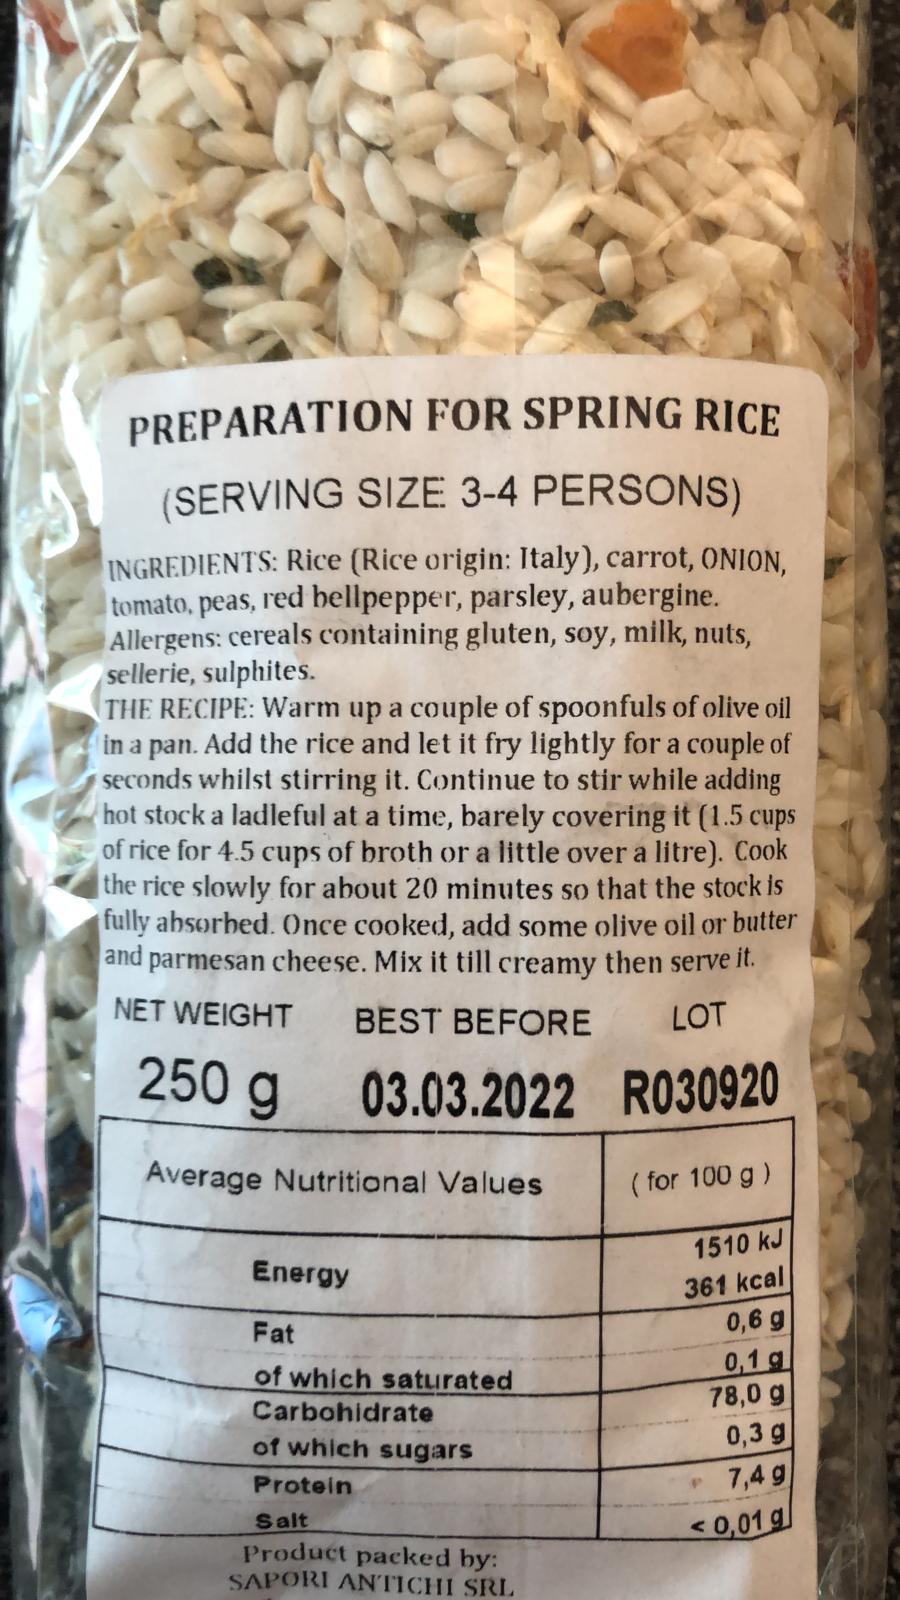 PREPARATION FOR SPRING RICE
(SERVING SIZE 3-4 PERSONS)
INGREDIENTS: Rice (Rice origin: Italy), carrot, ONION,
tomato, peas, red bellpepper, parsley, aubergine.
Allergens: cereals containing gluten, soy, milk, nuts,
sellerie, sulphites.
THE RECIPE: Warm up a couple of spoonfuls of olive oil
in a pan. Add the rice and let it fry lightly for a couple of
seconds whilst stirring it. Continue to stir while adding
hot stock a ladleful at a time, barely covering it (1.5 cups
of rice for 4.5 cups of broth or a little over a litre). Cook
the rice slowly for about 20 minutes so that the stock is
fully absorbed. Once cooked, add some olive oil or butter
and parmesan cheese. Mix it till creamy then serve it.
NET WEIGHT BEST BEFORE LOT
250 g 03.03.2022 R030920
Average Nutritional Values ( for 100 g )
Energy 1510 kJ
361 kcal
Fat 0,6 g
of which saturated 0,1 g
Carbohidrate 78,0 g
of which sugars 0,3 g
Protein 7,4 g
Salt < 0,01 g
Product packed by:
SAPORI ANTICHI SRL